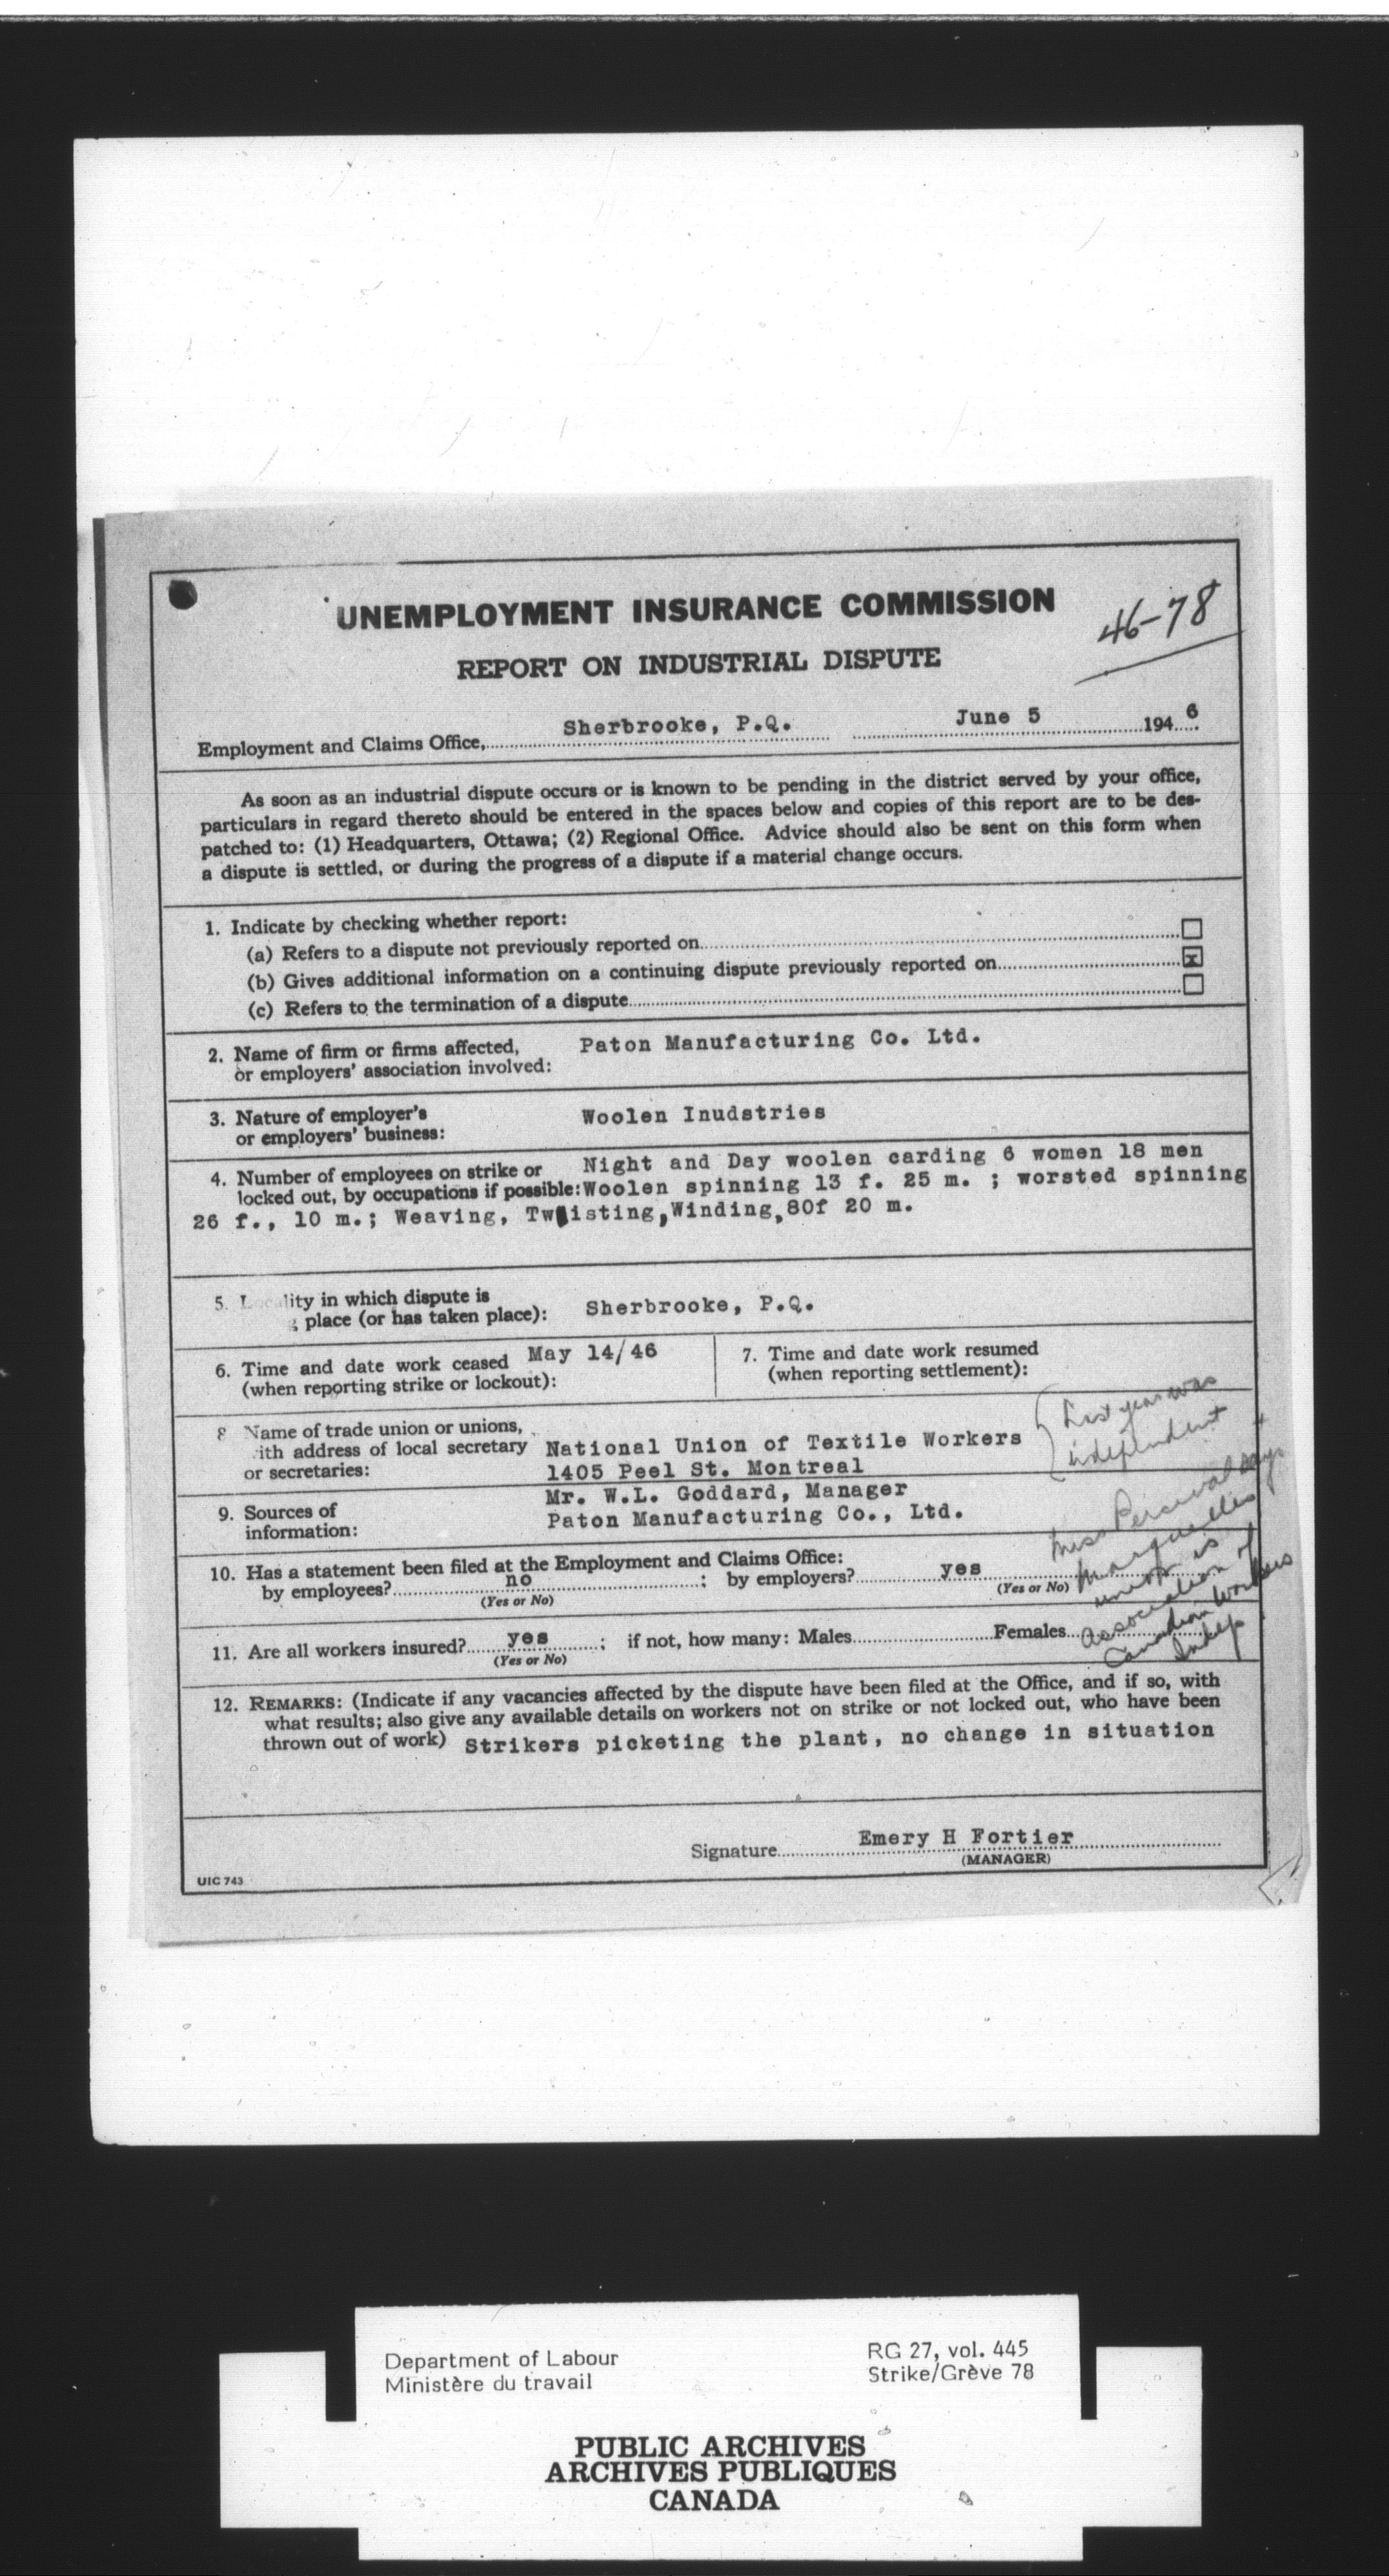 UNEMPLOYMENT INSURANCE COMMISSION
46-78
REPORT ON INDUSTRIAL DISPUTE
Employment and Claims Office, Sherbrooke, P.Q. June 5 1946
As soon as an industrial dispute occurs or is known to be pending in the district served by your office,
particulars in regard thereto should be entered in the spaces below and copies of this report are to be des-
patched to: (1) Headquarters, Ottawa; (2) Regional Office. Advice should also be sent on this form when
a dispute is settled, or during the progress of a dispute if a material change occurs.
1. Indicate by checking whether report:
(a) Refers to a dispute not previously reported on
(b) Gives additional information on a continuing dispute previously reported on x
(c) Refers to the termination of a dispute
2. Name of firm or firms affected, Paton Manufacturing Co. Ltd.
or employers' association involved:
3. Nature of employer's Woolen Inudstries
or employers' business:
4. Number of employees on strike or Night and Day woolen carding 6 women 18 men
locked out, by occupations if possible: Woolen spinning 13 f. 25 m. ; worsted spinning
26 f., 10 m.; Weaving, Twisting, Winding, 80f 20 m.
5. L lity in which dispute is
g place (or has taken place): Sherbrooke, P.Q.
6. Time and date work ceased May 14/46
(when reporting strike or lockout):
7. Time and date work resumed
(when reporting settlement):
8 Name of trade union or unions,
ith address of local secretary National Union of Textile Workers
or secretaries: 1405 Peel St. Montreal
Last year was
independent
9. Sources of Mr. W.L. Goddard, Manager
information: Paton Manufacturing Co., Ltd.
Miss Percival says
union is
Association of
Canadian Workers
Indep
10. Has a statement been filed at the Employment and Claims Office:
by employees? no ; by employers? yes
(Yes or No) (Yes or No)
11. Are all workers insured? yes ; if not, how many: Males Females
(Yes or No)
12. REMARKS: (Indicate if any vacancies affected by the dispute have been filed at the Office, and if so, with
what results; also give any available details on workers not on strike or not locked out, who have been
thrown out of work) Strikers picketing the plant, no change in situation
Signature Emery H Fortier
(MANAGER)
UIC 743
Department of Labour
Ministère du travail
RG 27, vol. 445
Strike/Grève 78
PUBLIC ARCHIVES
ARCHIVES PUBLIQUES
CANADA